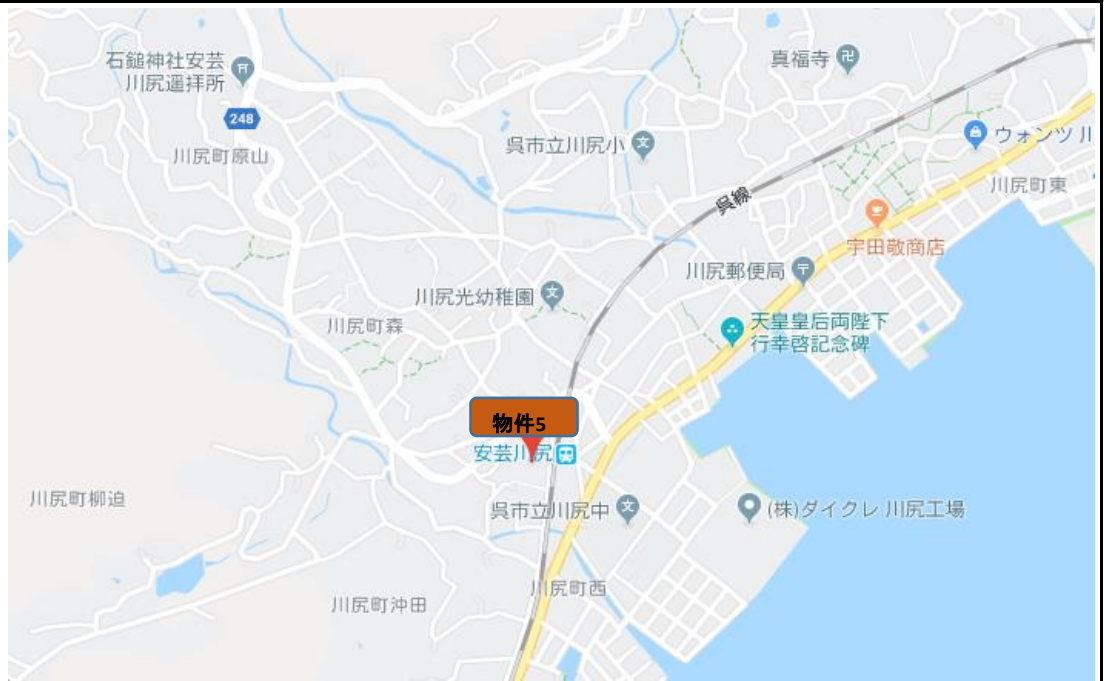 石鎚神社安芸
川尻遥拝所
真福寺
卍
248
ウォンツ 川
呉市立川尻小
文
川尻町原山
川尻町東
呉線
宇田敬商店
川尻郵便局
〒
川尻光幼稚園
文
川尻町森
天皇皇后両陛下
行幸啓記念碑
物件5
安芸川尻
川尻町柳迫
呉市立川尻中
文
(株)ダイクレ 川尻工場
川尻町西
川尻町沖田